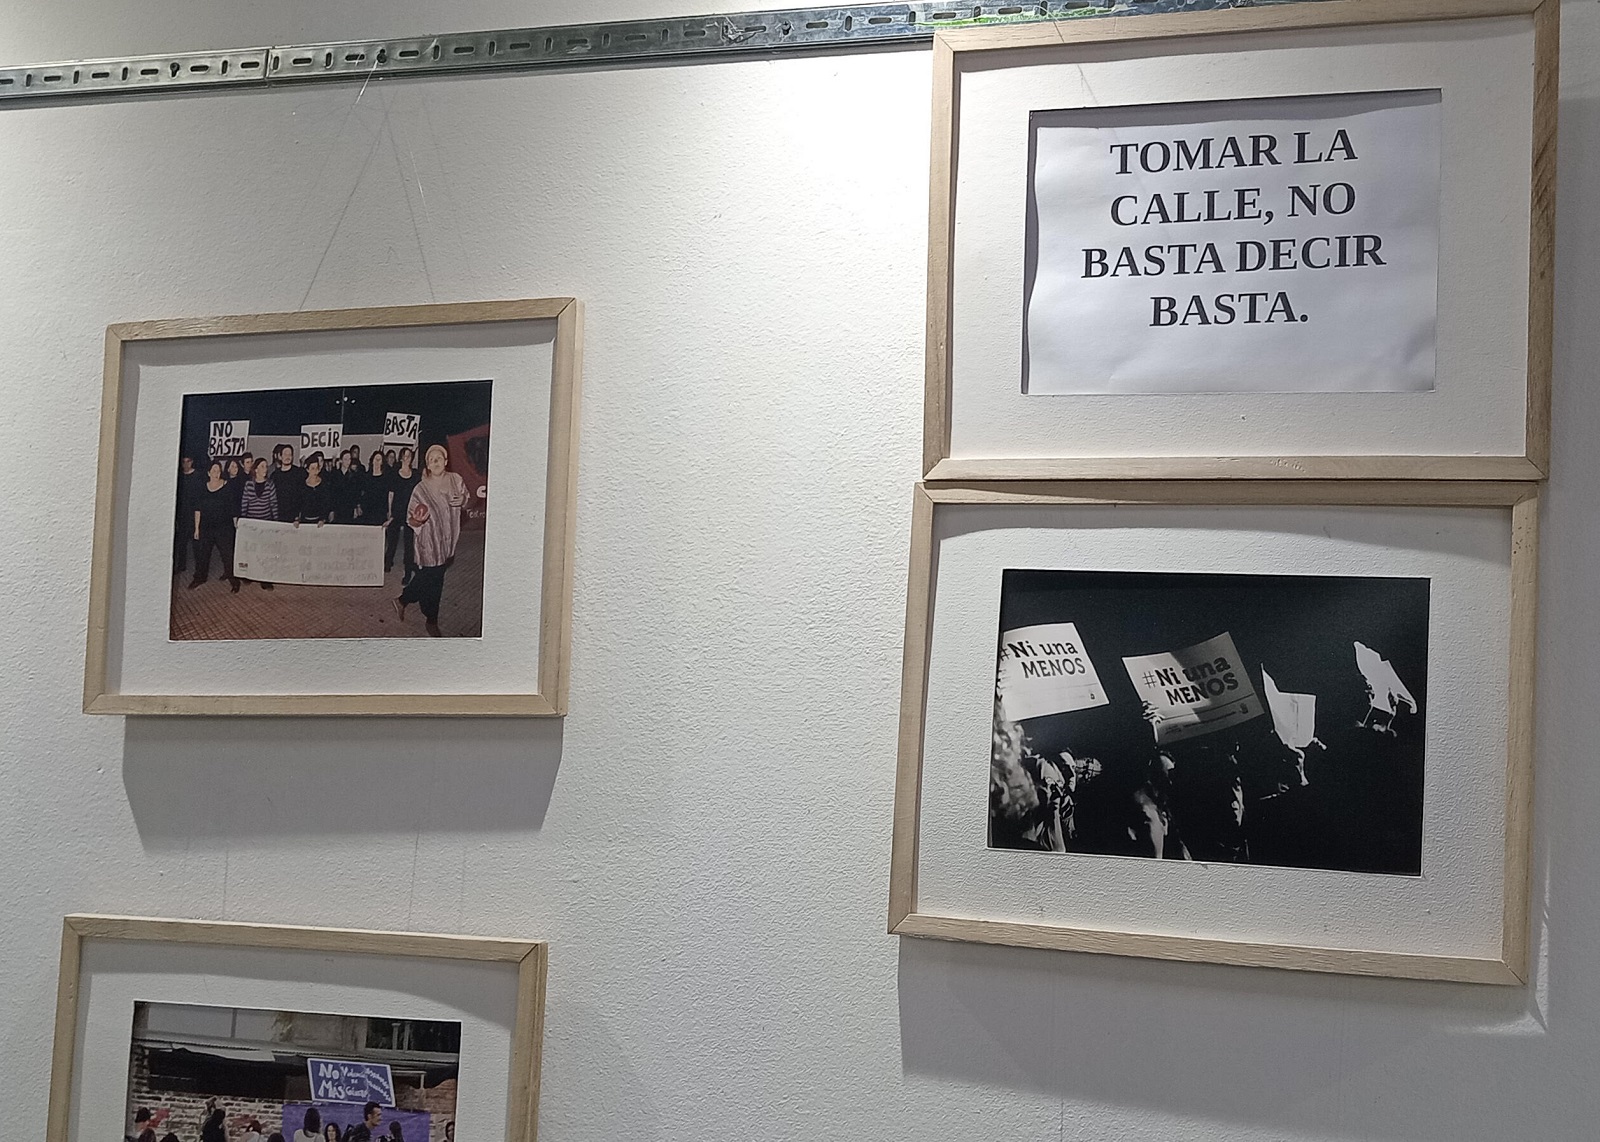 TOMAR LA
CALLE, NO
BASTA DECIR
BASTA.
NO
BASTA
DECIR
BASTA
#Ni una
MENOS
#Ni una
MENOS
No
MÁS